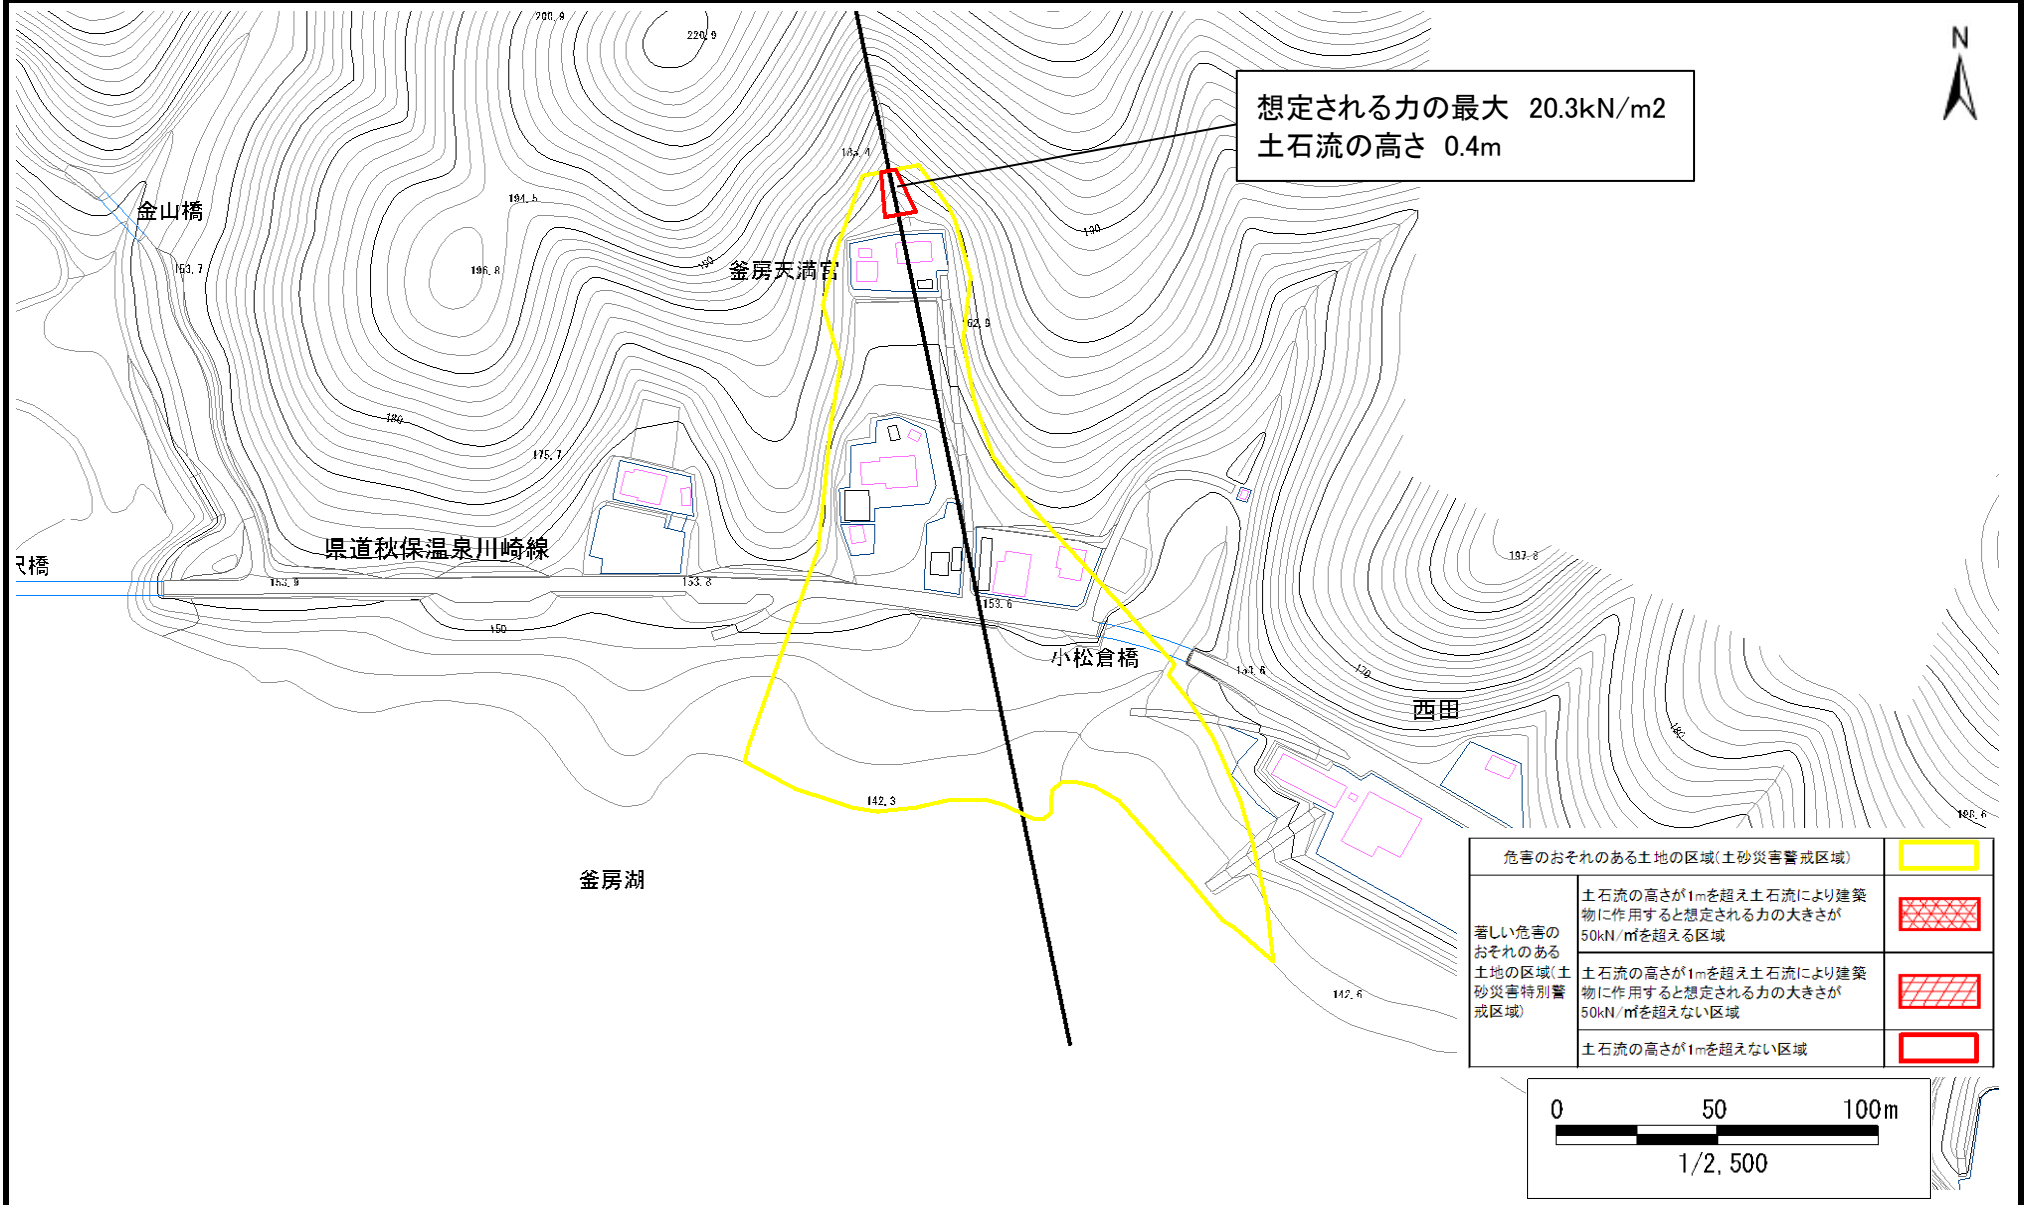 200.9
220.9
N
想定される力の最大 20.3kN/m2
土石流の高さ 0.4m
194.5
金山橋
190
153.7
196.8
190
釜房天満宮
62.9
180
175.7
県道秋保温泉川崎線
197.8
尺橋
153.9
153.8
153.6
150
小松倉橋
153.6
170
西田
180
142.3
196.6
釜房湖
142.6
危害のおそれのある土地の区域(土砂災害警戒区域)
著しい危害の
おそれのある
土地の区域(土
砂災害特別警
戒区域)
土石流の高さが1mを超え土石流により建築
物に作用すると想定される力の大きさが
50kN/㎡を超える区域
土石流の高さが1mを超え土石流により建築
物に作用すると想定される力の大きさが
50kN/㎡を超えない区域
土石流の高さが1mを超えない区域
0 50 100m
1/2,500